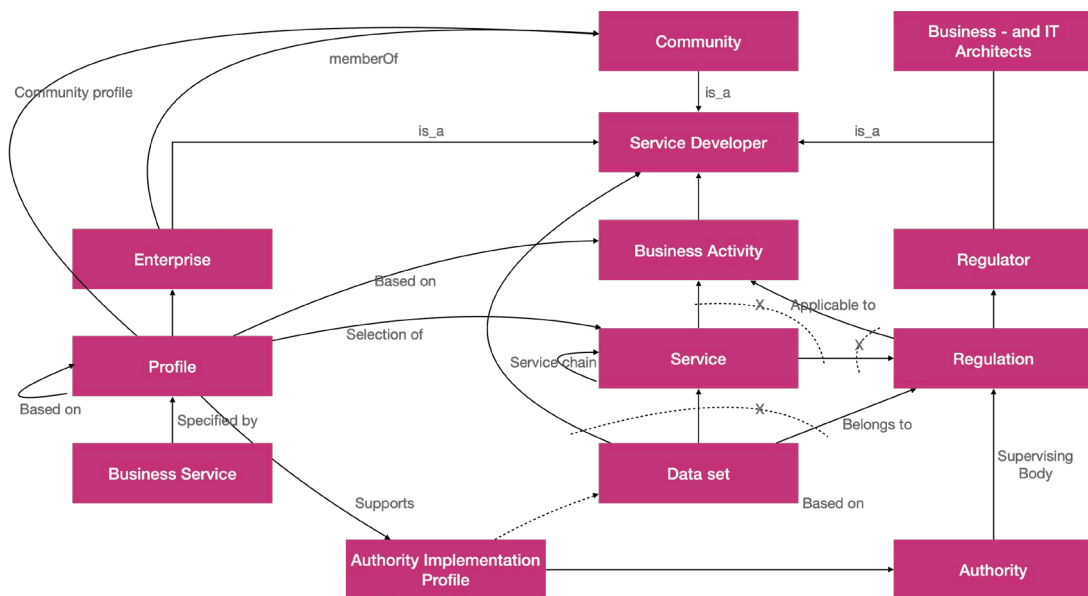 Community
Business - and IT
Architects
memberOf
Community profile
is_a
is_a
Service Developer
is_a
Enterprise
Business Activity
Regulator
Based on
X
Applicable to
Selection of
X
Profile
Service chain
Service
Regulation
Based on
Specified by
X
Belongs to
Business Service
Data set
Supervising
Body
Supports
Based on
Authority Implementation
Profile
Authority